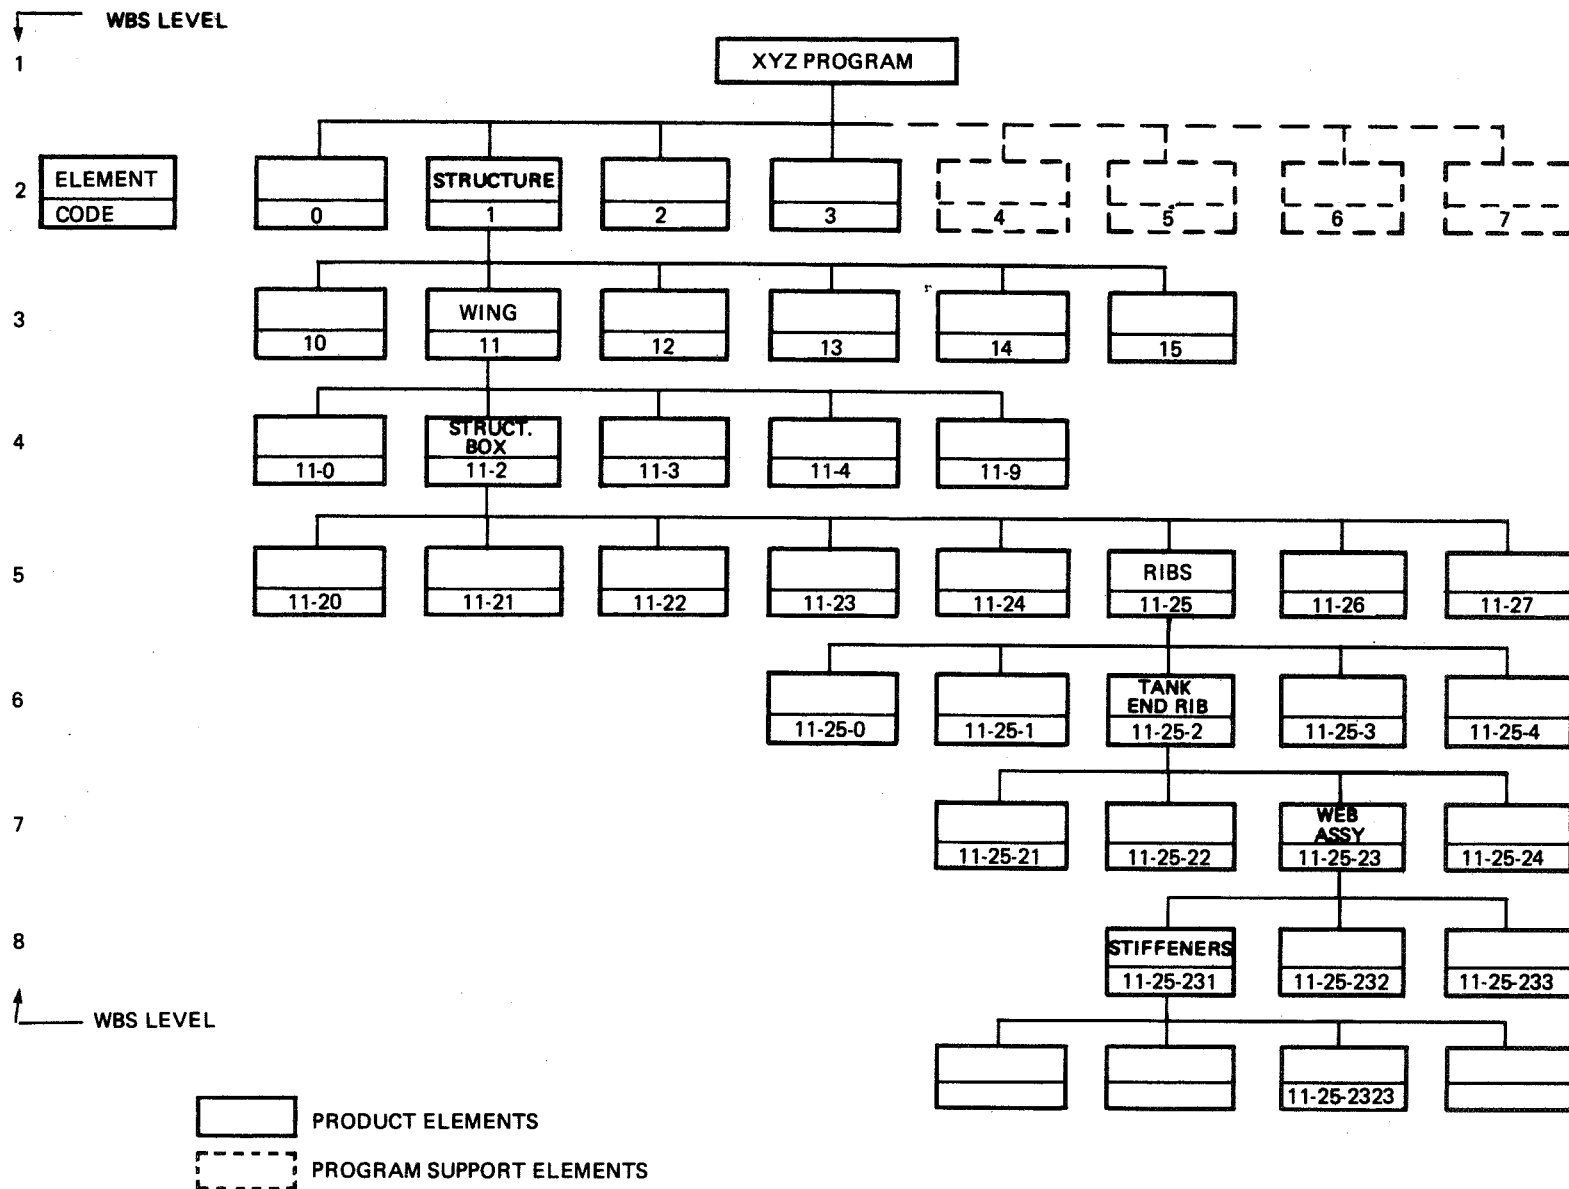 WBS LEVEL
1
XYZ PROGRAM
2
ELEMENT
CODE
0
STRUCTURE
1
2
3
4
5
6
7
3
10
WING
11
12
13
14
15
4
11-0
STRUCT.
BOX
11-2
11-3
11-4
11-9
5
11-20
11-21
11-22
11-23
11-24
RIBS
11-25
11-26
11-27
6
11-25-0
11-25-1
TANK
END RIB
11-25-2
11-25-3
11-25-4
7
11-25-21
11-25-22
WEB
ASSY
11-25-23
11-25-24
8
STIFFENERS
11-25-231
11-25-232
11-25-233
WBS LEVEL
11-25-2323
PRODUCT ELEMENTS
PROGRAM SUPPORT ELEMENTS